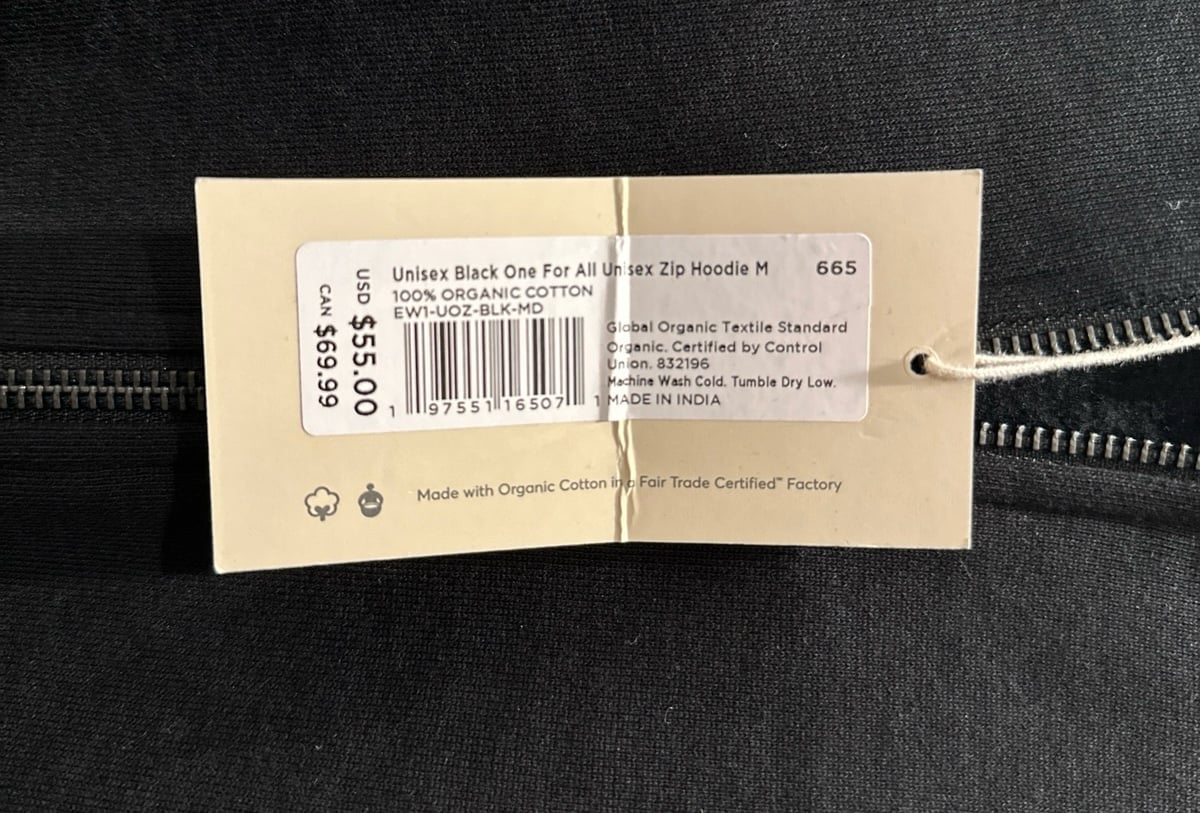 Unisex Black One For All Unisex Zip Hoodie M 665
100% ORGANIC COTTON
EW1-UOZ-BLK-MD
1 97551 16507 1
Global Organic Textile Standard
Organic. Certified by Control
Union. 832196
Machine Wash Cold. Tumble Dry Low.
MADE IN INDIA
USD $55.00
CAN $69.99
Made with Organic Cotton in a Fair Trade Certified™ Factory